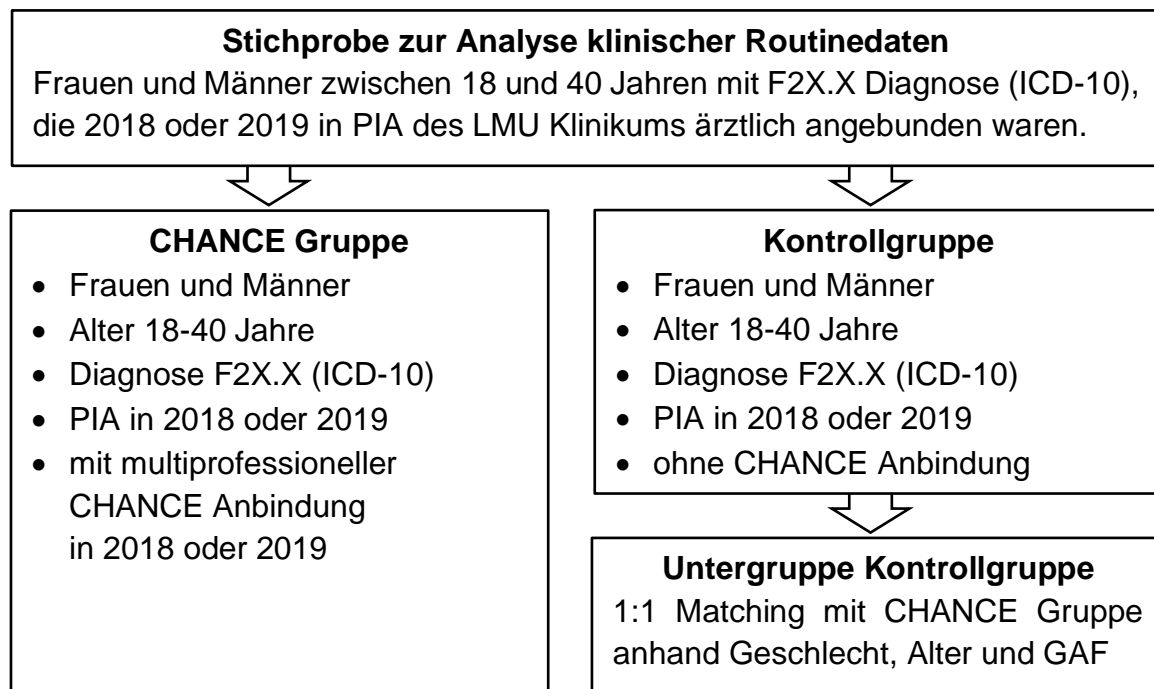 Stichprobe zur Analyse klinischer Routinedaten
Frauen und Männer zwischen 18 und 40 Jahren mit F2X.X Diagnose (ICD-10),
die 2018 oder 2019 in PIA des LMU Klinikums ärztlich angebunden waren.
CHANCE Gruppe
• Frauen und Männer
• Alter 18-40 Jahre
• Diagnose F2X.X (ICD-10)
• PIA in 2018 oder 2019
• mit multiprofessioneller
CHANCE Anbindung
in 2018 oder 2019
Kontrollgruppe
• Frauen und Männer
• Alter 18-40 Jahre
• Diagnose F2X.X (ICD-10)
• PIA in 2018 oder 2019
• ohne CHANCE Anbindung
Untergruppe Kontrollgruppe
1:1 Matching mit CHANCE Gruppe
anhand Geschlecht, Alter und GAF